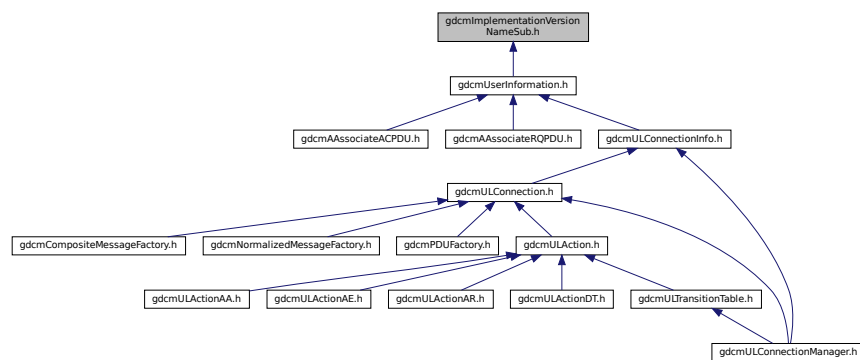 gdcmImplementationVersion
NameSub.h
gdcmUserInformation.h
gdcmAAssociateACPDU.h
gdcmAAssociateRQPDU.h
gdcmULConnectionInfo.h
gdcmULConnection.h
gdcmCompositeMessageFactory.h
gdcmNormalizedMessageFactory.h
gdcmPDUFactory.h
gdcmULAction.h
gdcmULActionAA.h
gdcmULActionAE.h
gdcmULActionAR.h
gdcmULActionDT.h
gdcmULTransitionTable.h
gdcmULConnectionManager.h